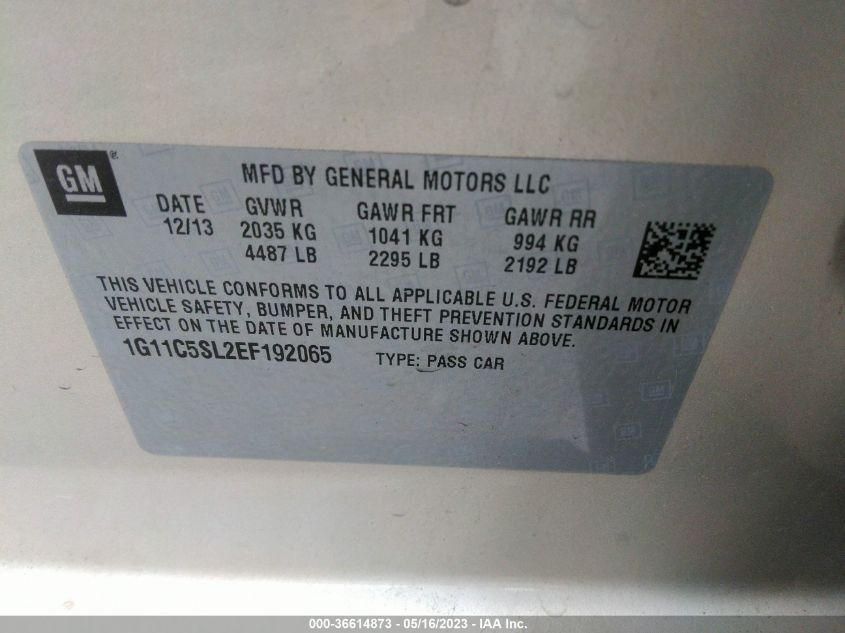 GM®
MFD BY GENERAL MOTORS LLC
DATE GVWR GAWR FRT GAWR RR
12/13 2035 KG 1041 KG 994 KG
4487 LB 2295 LB 2192 LB
THIS VEHICLE CONFORMS TO ALL APPLICABLE U.S. FEDERAL MOTOR
VEHICLE SAFETY, BUMPER, AND THEFT PREVENTION STANDARDS IN
EFFECT ON THE DATE OF MANUFACTURE SHOWN ABOVE.
1G11C5SL2EF192065 TYPE: PASS CAR
000-36614873 - 05/16/2023 - IAA Inc.